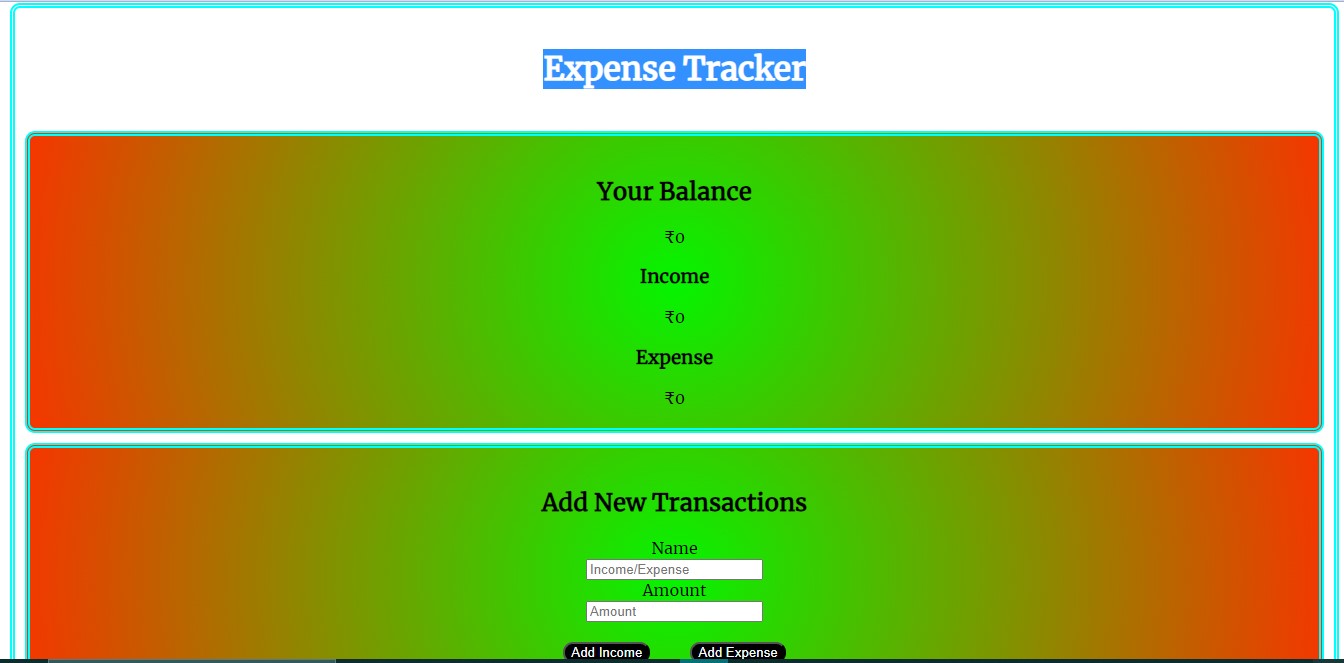 Expense Tracker
Your Balance
₹0
Income
₹0
Expense
₹0
Add New Transactions
Name
Income/Expense
Amount
Amount
Add Income Add Expense